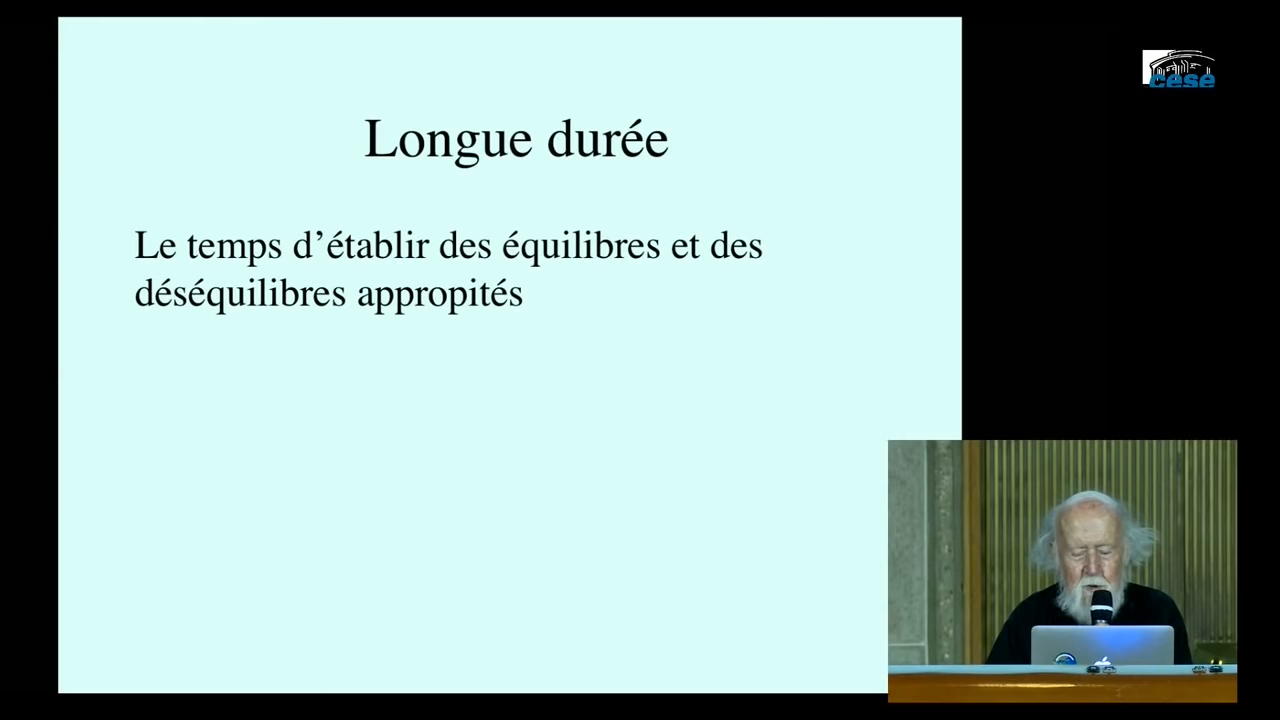 Longue durée
Le temps d’établir des équilibres et des
déséquilibres appropités
cese